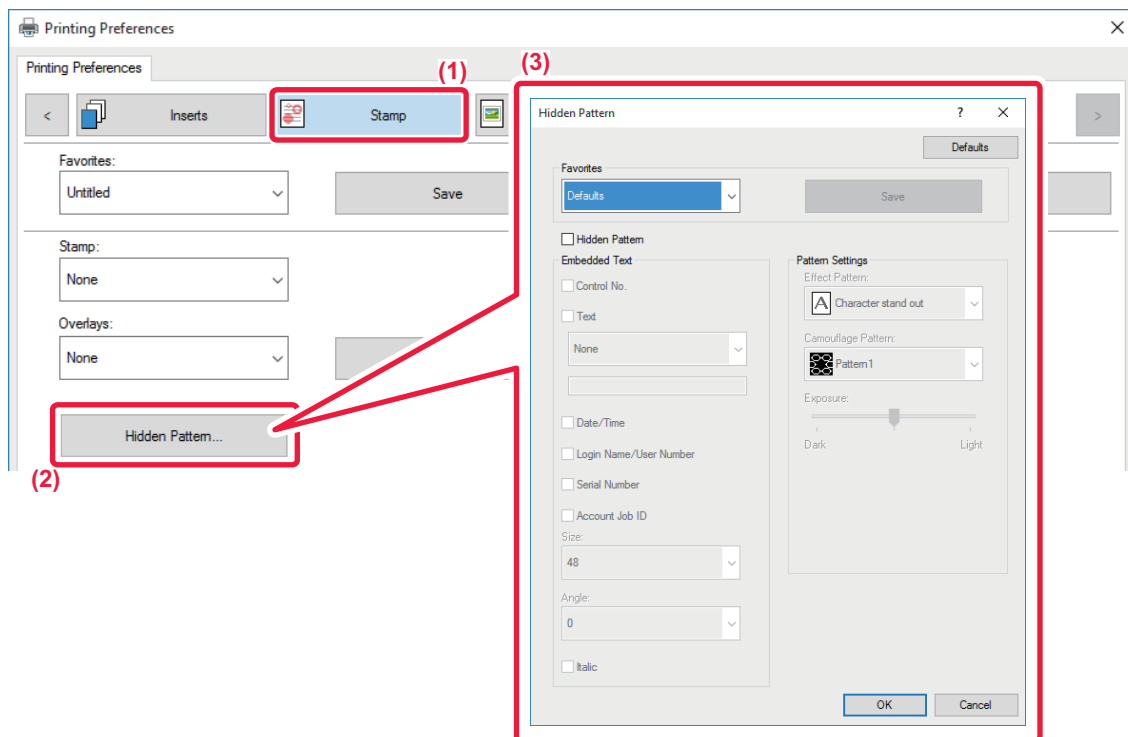 Printing Preferences
Printing Preferences
(1)
(3)
<
Inserts
Stamp
>
Favorites:
Untitled
Save
Stamp:
None
Overlays:
None
Hidden Pattern...
(2)
Hidden Pattern
?
Defaults
Favorites
Defaults
Save
Hidden Pattern
Embedded Text
Control No.
Text
None
Date/Time
Login Name/User Number
Serial Number
Account Job ID
Size:
48
Angle:
0
Italic
Pattern Settings
Effect Pattern:
A Character stand out
Camouflage Pattern:
Pattern1
Exposure:
Dark Light
OK Cancel